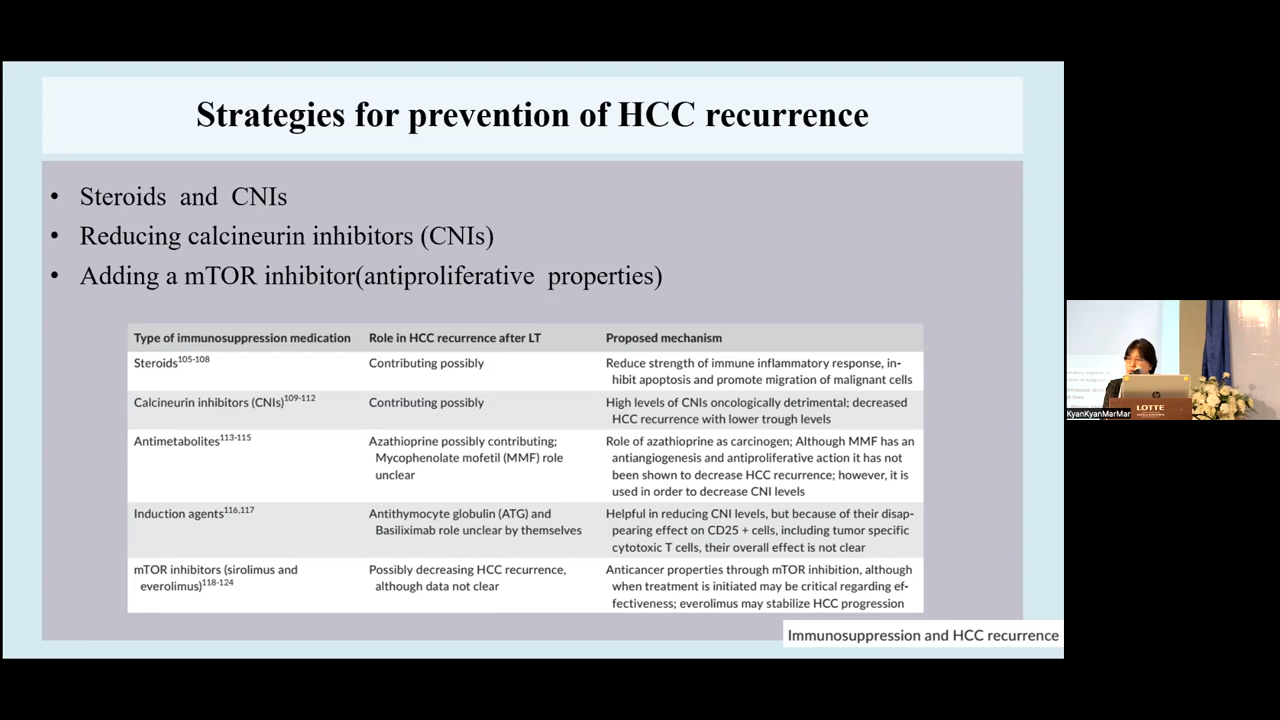 Strategies for prevention of HCC recurrence
• Steroids and CNIs
• Reducing calcineurin inhibitors (CNIs)
• Adding a mTOR inhibitor(antiproliferative properties)
Type of immunosuppression medication Role in HCC recurrence after LT Proposed mechanism
Steroids105-108 Contributing possibly Reduce strength of immune inflammatory response, in-
hibit apoptosis and promote migration of malignant cells
Calcineurin inhibitors (CNIs)109-112 Contributing possibly High levels of CNIs oncologically detrimental; decreased
HCC recurrence with lower trough levels
Antimetabolites113-115 Azathioprine possibly contributing; Role of azathioprine as carcinogen; Although MMF has an
Mycophenolate mofetil (MMF) role antiangiogenesis and antiproliferative action it has not
unclear been shown to decrease HCC recurrence; however, it is
used in order to decrease CNI levels
Induction agents116,117 Antithymocyte globulin (ATG) and Helpful in reducing CNI levels, but because of their disap-
Basiliximab role unclear by themselves pearing effect on CD25 + cells, including tumor specific
cytotoxic T cells, their overall effect is not clear
mTOR inhibitors (sirolimus and Possibly decreasing HCC recurrence, Anticancer properties through mTOR inhibition, although
everolimus)118-124 although data not clear when treatment is initiated may be critical regarding ef-
fectiveness; everolimus may stabilize HCC progression
Immunosuppression and HCC recurrence
KyanKyanMarMar
LOTTE